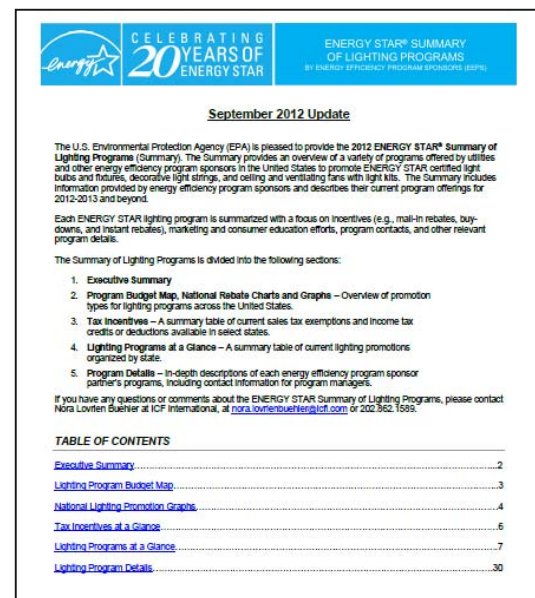 CELEBRATING
20 YEARS OF
ENERGY STAR
energy
ENERGY STAR® SUMMARY
OF LIGHTING PROGRAMS
BY ENERGY EFFICIENCY PROGRAM SPONSORS (EEPS)
September 2012 Update
The U.S. Environmental Protection Agency (EPA) is pleased to provide the 2012 ENERGY STAR® Summary of
Lighting Programs (Summary). The Summary provides an overview of a variety of programs offered by utilities
and other energy efficiency program sponsors in the United States to promote ENERGY STAR certified light
bulbs and fixtures, decorative light strings, and ceiling and ventilating fans with light kits. The Summary includes
information provided by energy efficiency program sponsors and describes their current program offerings for
2012-2013 and beyond.
Each ENERGY STAR lighting program is summarized with a focus on incentives (e.g., mail-in rebates, buy-
downs, and instant rebates), marketing and consumer education efforts, program contacts, and other relevant
program details.
The Summary of Lighting Programs is divided into the following sections:
1. Executive Summary
2. Program Budget Map, National Rebate Charts and Graphs – Overview of promotion
types for lighting programs across the United States.
3. Tax Incentives – A summary table of current sales tax exemptions and income tax
credits or deductions available in select states.
4. Lighting Programs at a Glance – A summary table of current lighting promotions
organized by state.
5. Program Details – In-depth descriptions of each energy efficiency program sponsor
partner's programs, including contact information for program managers.
If you have any questions or comments about the ENERGY STAR Summary of Lighting Programs, please contact
Nora Lovrien Buehler at ICF International, at nora.lovrienbuehler@icfi.com or 202.862.1589.
TABLE OF CONTENTS
Executive Summary 2
Lighting Program Budget Map 3
National Lighting Promotion Graphs 4
Tax Incentives at a Glance 6
Lighting Programs at a Glance 7
Lighting Program Details 30